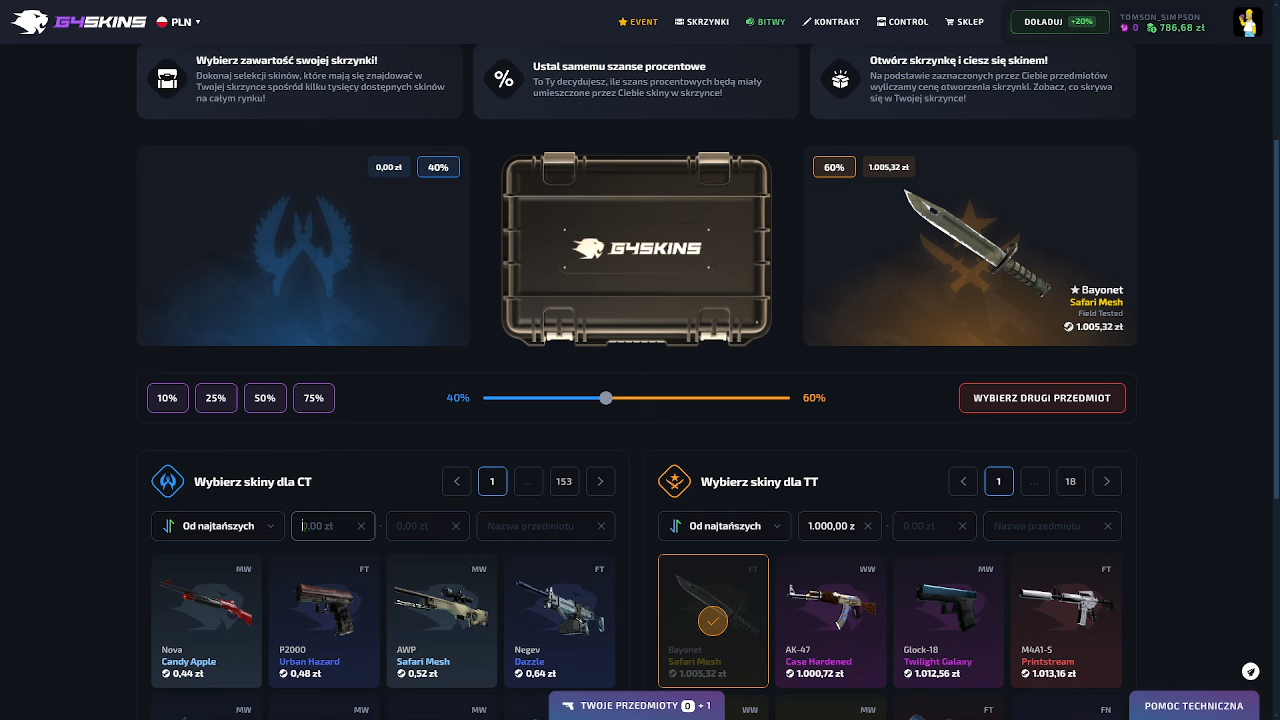 G4SKINS
PLN
EVENT
SKRZYNKI
BITWY
KONTRAKT
CONTROL
SKLEP
DOŁADUJ +20%
TOMSON_SIMPSON
0 786,68 zł
Wybierz zawartość swojej skrzynki!
Dokonaj selekcji skinów, które mają się znajdować w
Twojej skrzynce spośród kilku tysięcy dostępnych skinów
na całym rynku!
Ustal samemu szanse procentowe
To Ty decydujesz, ile szans procentowych będą miały
umieszczone przez Ciebie skiny w skrzynce!
Otwórz skrzynkę i ciesz się skinem!
Na podstawie zaznaczonych przez Ciebie przedmiotów
wyliczamy cenę otworzenia skrzynki. Zobacz, co skrywa
się w Twojej skrzynce!
0,00 zł 40%
G4SKINS
60% 1.005,32 zł
★ Bayonet
Safari Mesh
Field Tested
1.005,32 zł
10% 25% 50% 75%
40% 60%
WYBIERZ DRUGI PRZEDMIOT
Wybierz skiny dla CT
1 ... 153
Od najtańszych 0,00 zł - 0,00 zł Nazwa przedmiotu
MW
Nova
Candy Apple
0,44 zł
FT
P2000
Urban Hazard
0,48 zł
MW
AWP
Safari Mesh
0,52 zł
FT
Negev
Dazzle
0,64 zł
MW MW
Wybierz skiny dla TT
1 ... 18
Od najtańszych 1.000,00 z - 0,00 zł Nazwa przedmiotu
FT
Bayonet
Safari Mesh
1.005,32 zł
WW
AK-47
Case Hardened
1.000,72 zł
MW
Glock-18
Twilight Galaxy
1.012,56 zł
FT
M4A1-S
Printstream
1.013,16 zł
WW MW FN
TWOJE PRZEDMIOTY 0 + 1
POMOC TECHNICZNA